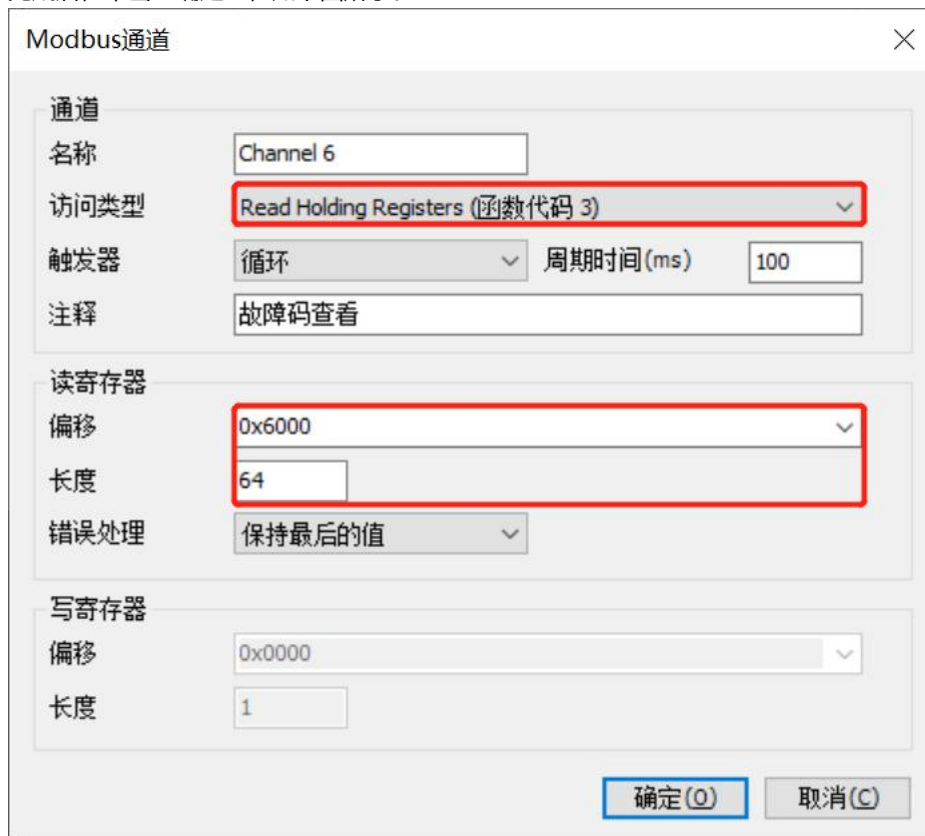 Modbus通道
通道
名称 Channel 6
访问类型 Read Holding Registers (函数代码 3)
触发器 循环 周期时间(ms) 100
注释 故障码查看
读寄存器
偏移 0x6000
长度 64
错误处理 保持最后的值
写寄存器
偏移 0x0000
长度 1
确定(O) 取消(C)